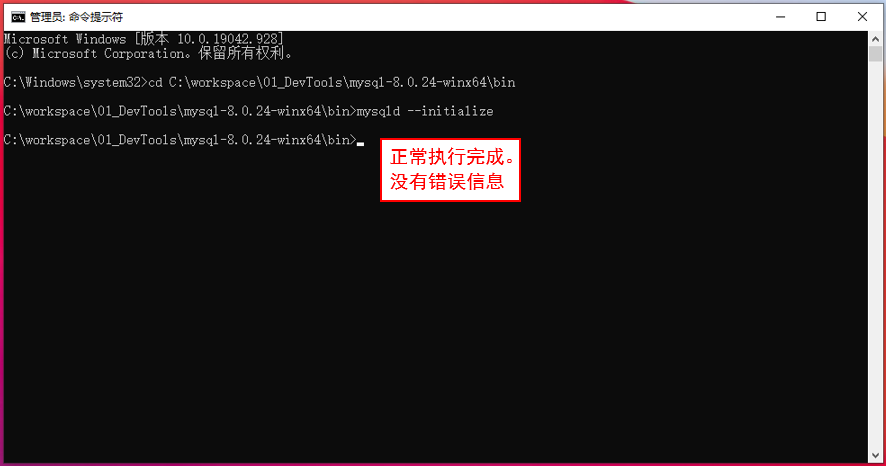 管理员: 命令提示符
Microsoft Windows [版本 10.0.19042.928]
(c) Microsoft Corporation。保留所有权利。
C:\Windows\system32>cd C:\workspace\01_DevTools\mysql-8.0.24-winx64\bin
C:\workspace\01_DevTools\mysql-8.0.24-winx64\bin>mysqld --initialize
C:\workspace\01_DevTools\mysql-8.0.24-winx64\bin>
正常执行完成。
没有错误信息